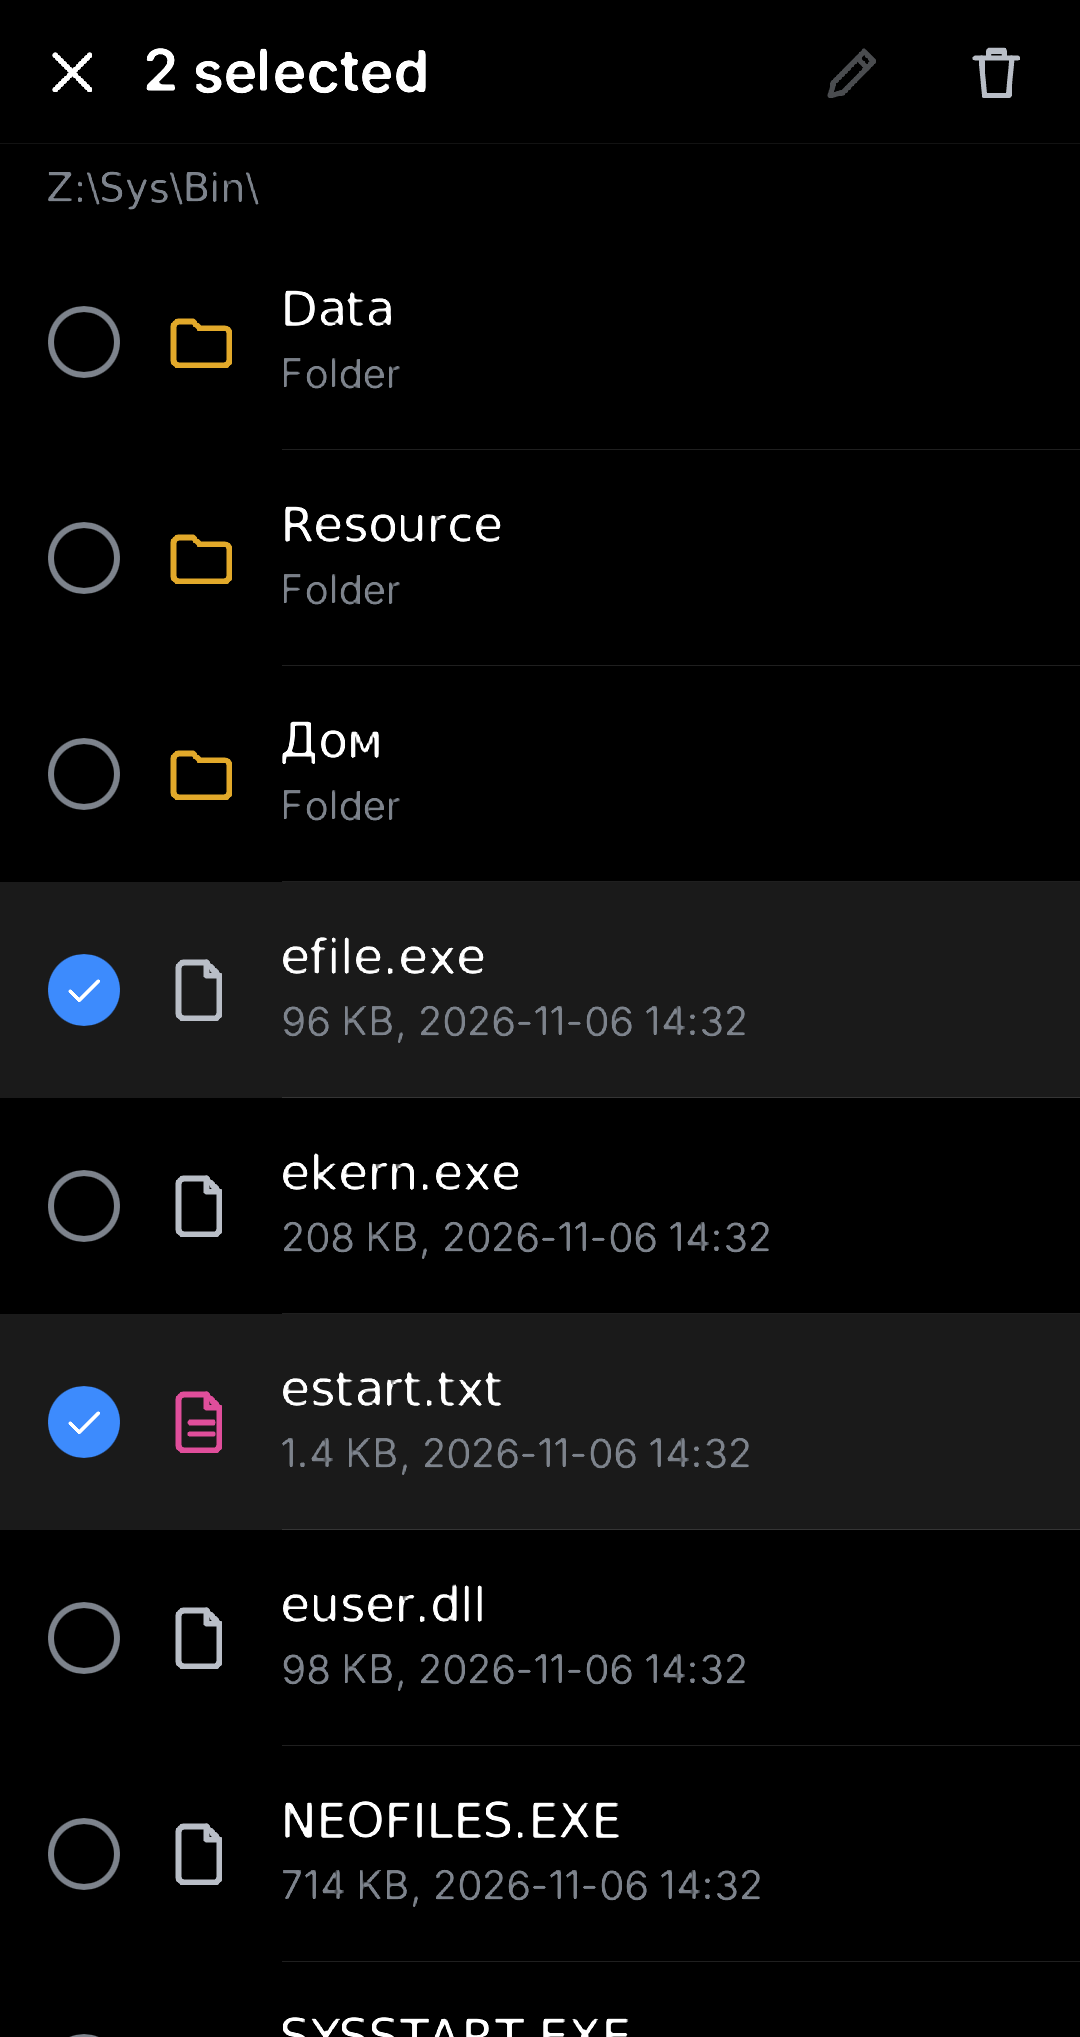 2 selected
Z:\Sys\Bin\
Data
Folder
Resource
Folder
Дом
Folder
efile.exe
96 KB, 2026-11-06 14:32
ekern.exe
208 KB, 2026-11-06 14:32
estart.txt
1.4 KB, 2026-11-06 14:32
euser.dll
98 KB, 2026-11-06 14:32
NEOFILES.EXE
714 KB, 2026-11-06 14:32
SYSSTART.EXE